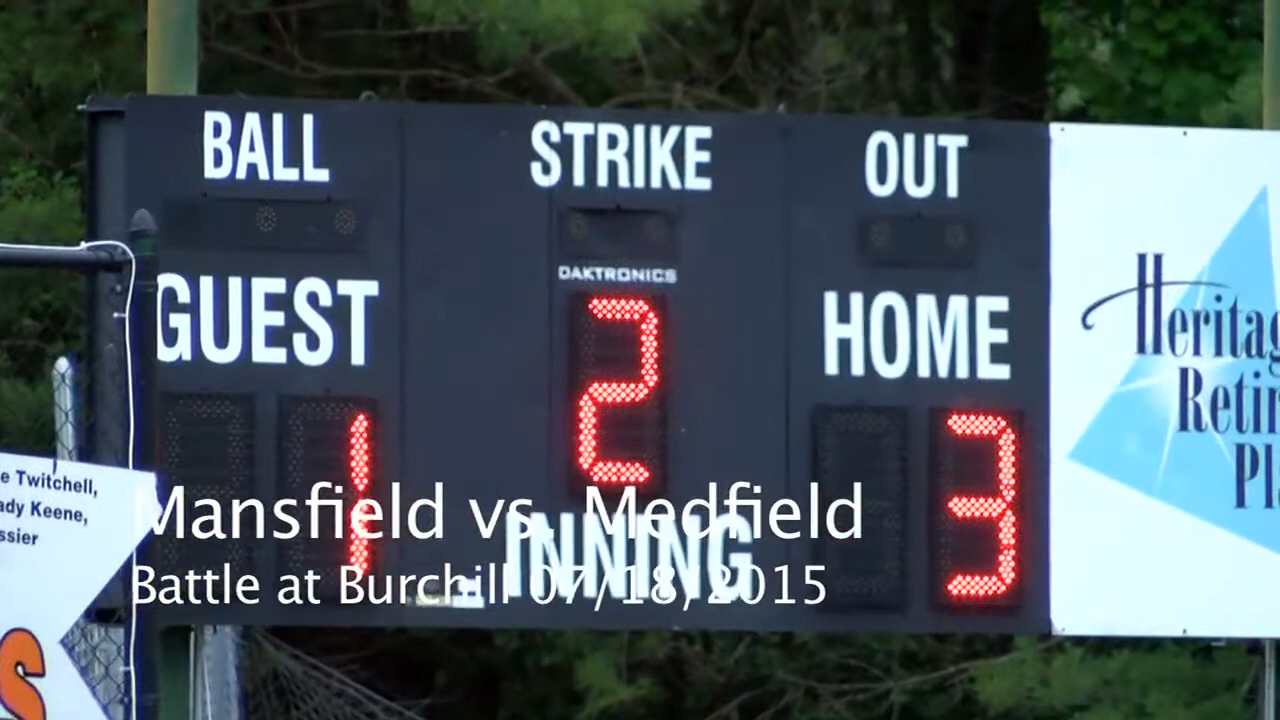 BALL STRIKE OUT
DAKTRONICS
GUEST 2 HOME
1 3
INNING
Mansfield vs. Medfield
Battle at Burchill 07/18/2015
e Twitchell,
ady Keene,
ssier
S
Heritag
Retir
Pl